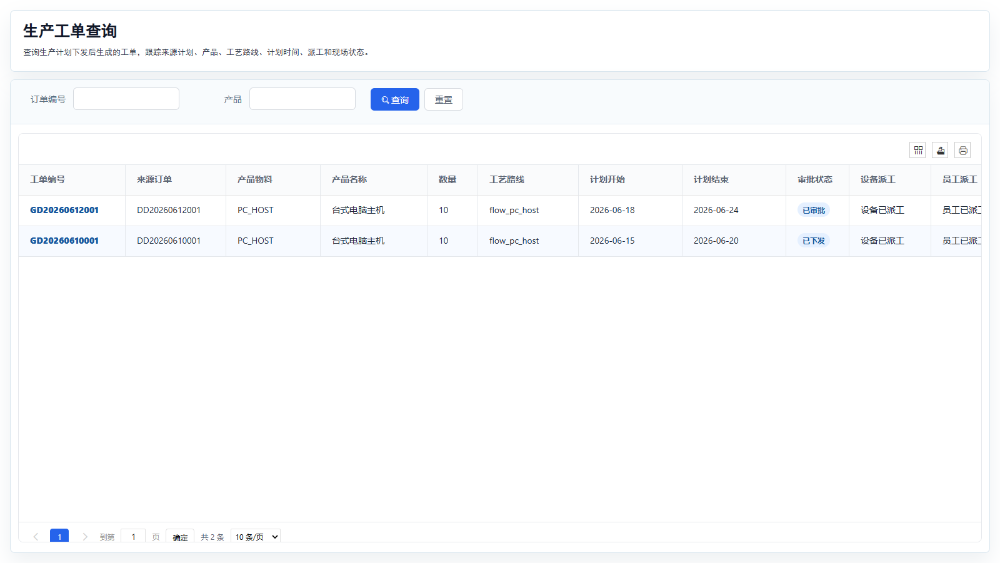 生产工单查询
查询生产计划下发后生成的工单，跟踪来源计划、产品、工艺路线、计划时间、派工和现场状态。
订单编号 产品 查询 重置
工单编号 来源订单 产品物料 产品名称 数量 工艺路线 计划开始 计划结束 审批状态 设备派工 员工派工
GD20260612001 DD20260612001 PC_HOST 台式电脑主机 10 flow_pc_host 2026-06-18 2026-06-24 已审批 设备已派工 员工已派工
GD20260610001 DD20260610001 PC_HOST 台式电脑主机 10 flow_pc_host 2026-06-15 2026-06-20 已下发 设备已派工 员工已派工
1 到第 1 页 确定 共 2 条 10 条/页